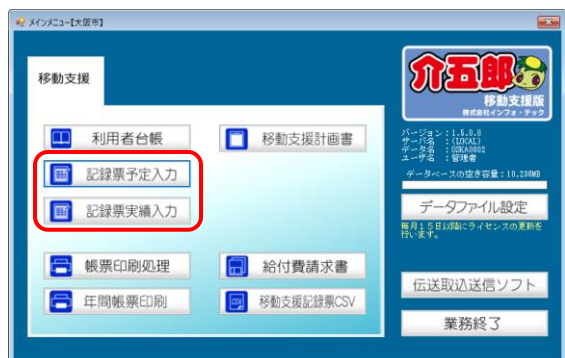 メインメニュー【大阪市】
移動支援
利用者台帳
移動支援計画書
記録票予定入力
記録票実績入力
帳票印刷処理
給付費請求書
年間帳票印刷
CSV
移動支援記録票CSV
介五郎
移動支援版
株式会社インフォ・テック
バージョン:1.5.0.0
サーバ名 :(LOCAL)
データ名 :OSKA0002
ユーザ名 :管理者
データベースの空き容量:10,236MB
データファイル設定
毎月15日以降にライセンスの更新を
行います。
伝送取込送信ソフト
業務終了